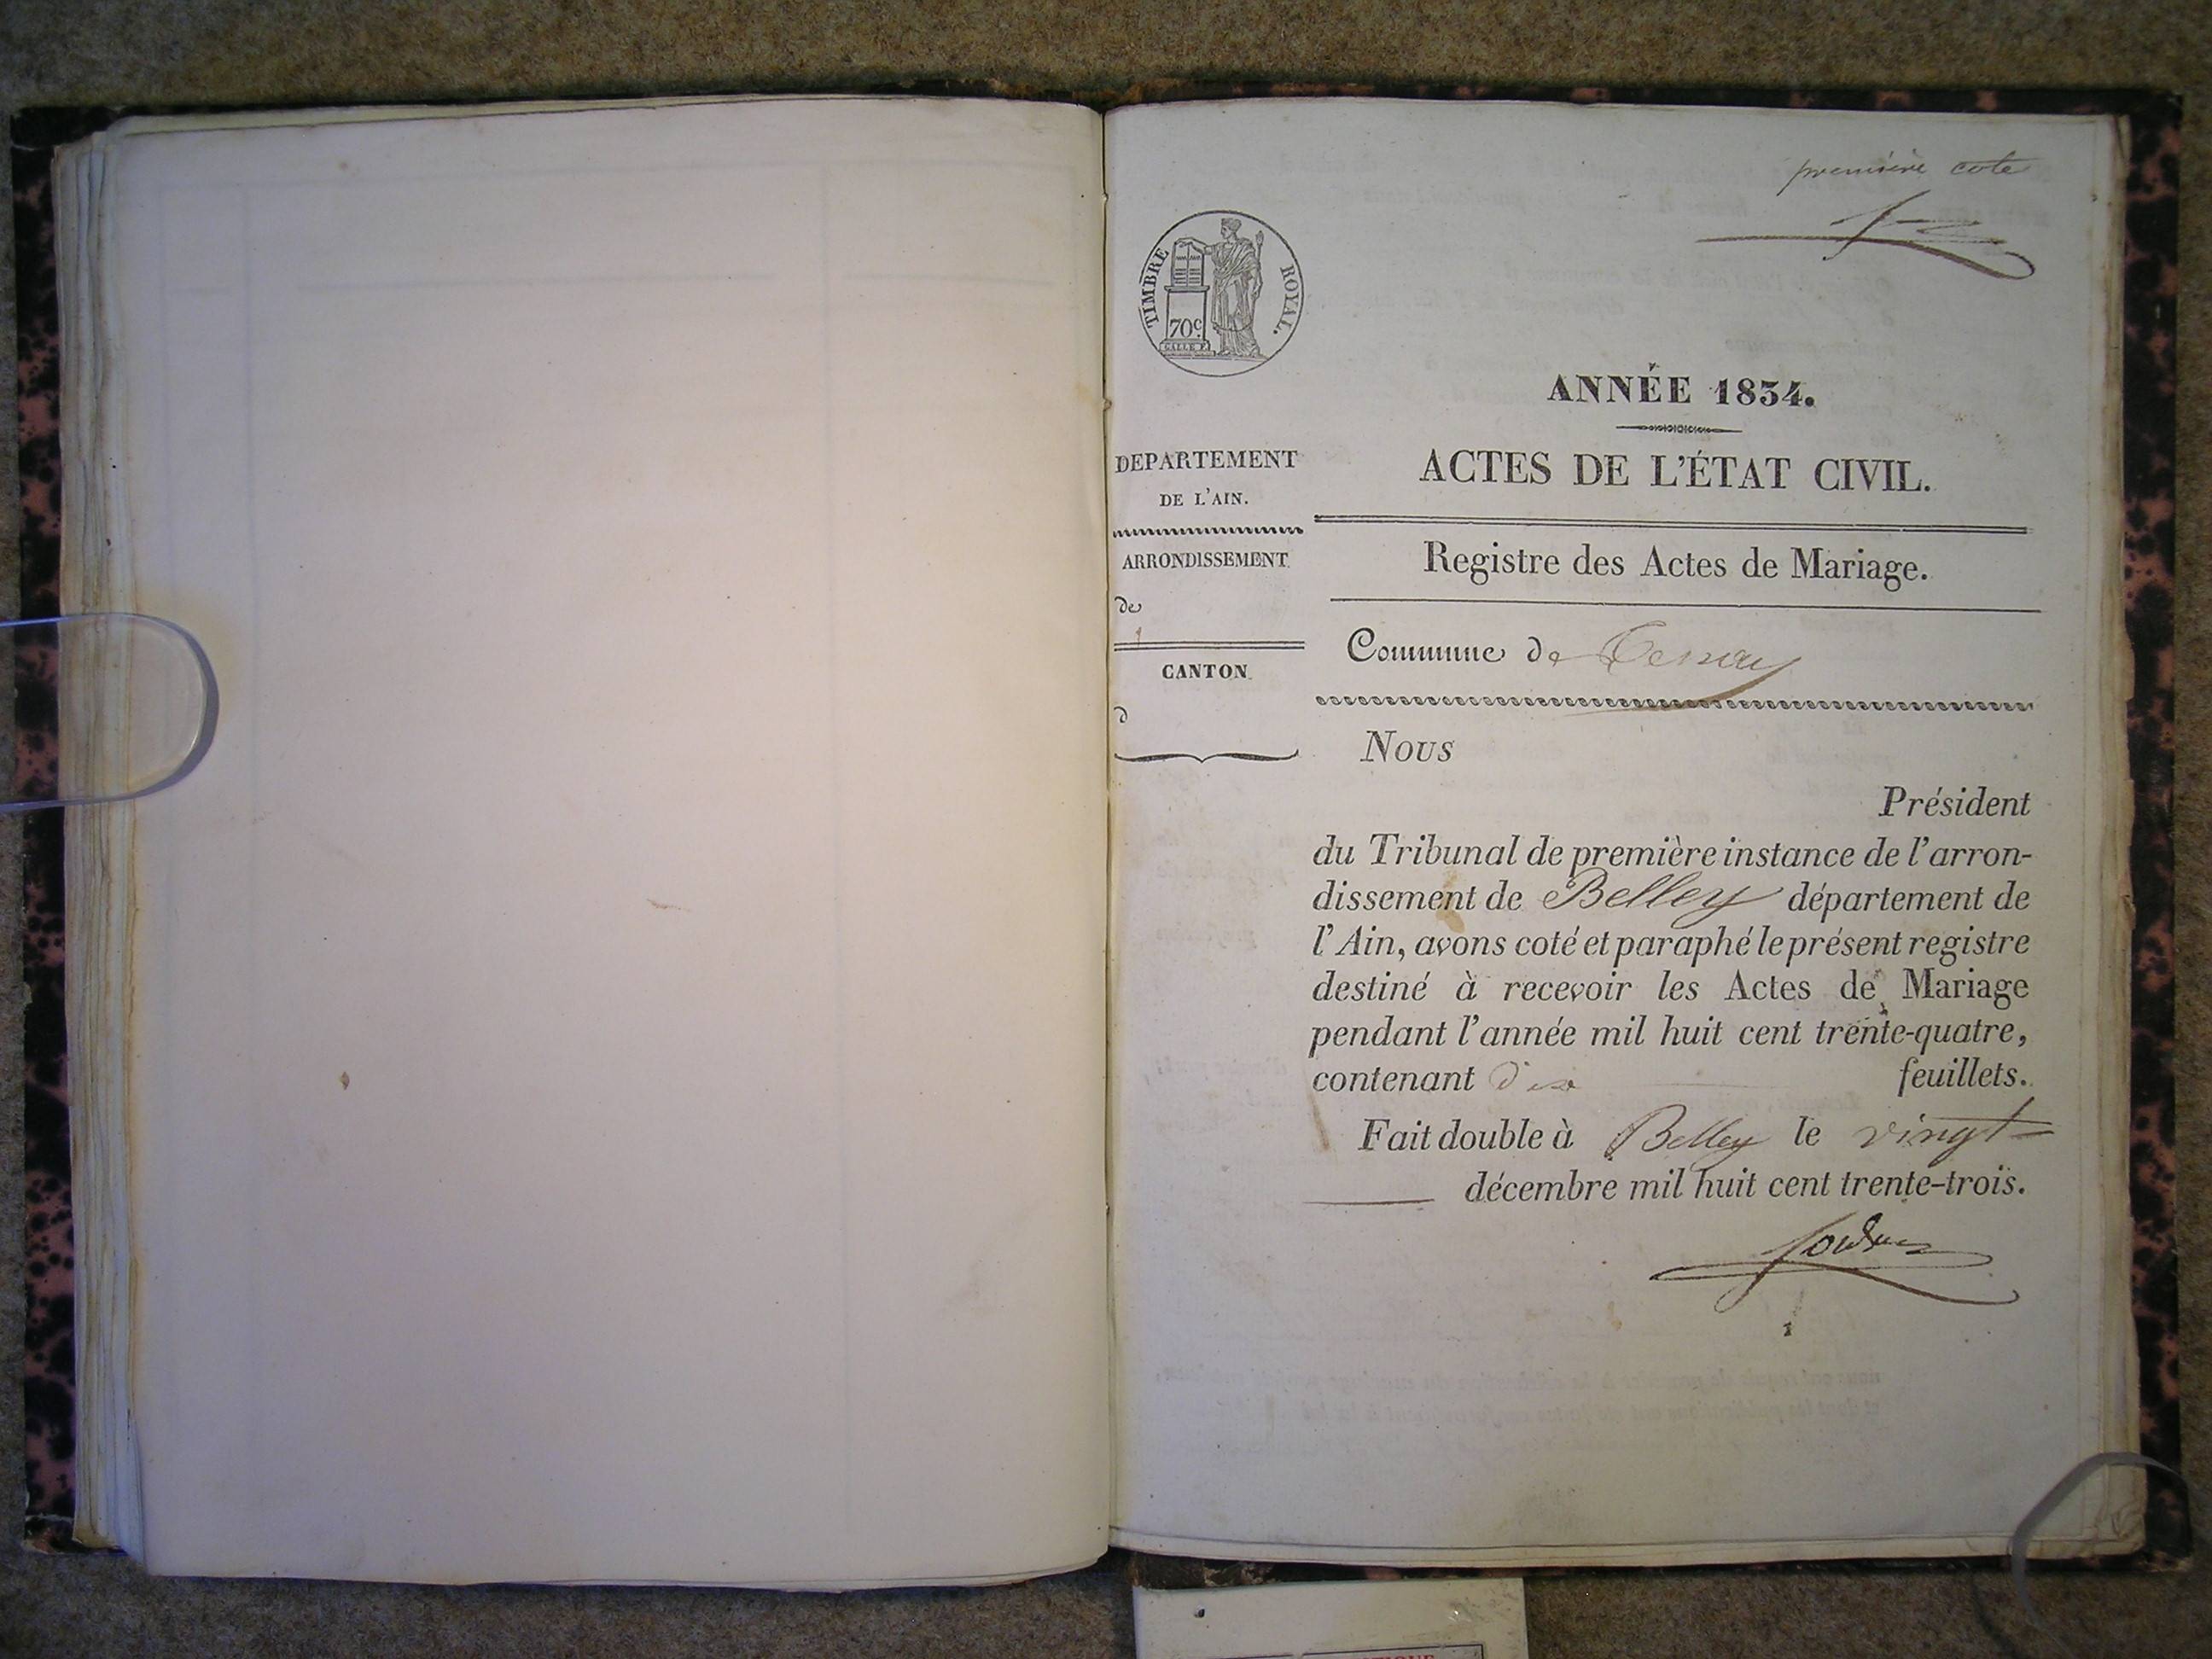 première cote
TIMBRE ROYAL.
70c.
ANNÉE 1834.
DEPARTEMENT
DE L'AIN.
ACTES DE L'ÉTAT CIVIL.
ARRONDISSEMENT
de
Registre des Actes de Mariage.
CANTON
d
Commune de Tenay
Nous
Président
du Tribunal de première instance de l'arron-
dissement de Belley département de
l'Ain, avons coté et paraphé le présent registre
destiné à recevoir les Actes de Mariage
pendant l'année mil huit cent trente-quatre,
contenant dix feuillets.
Fait double à Belley le vingt
décembre mil huit cent trente-trois.